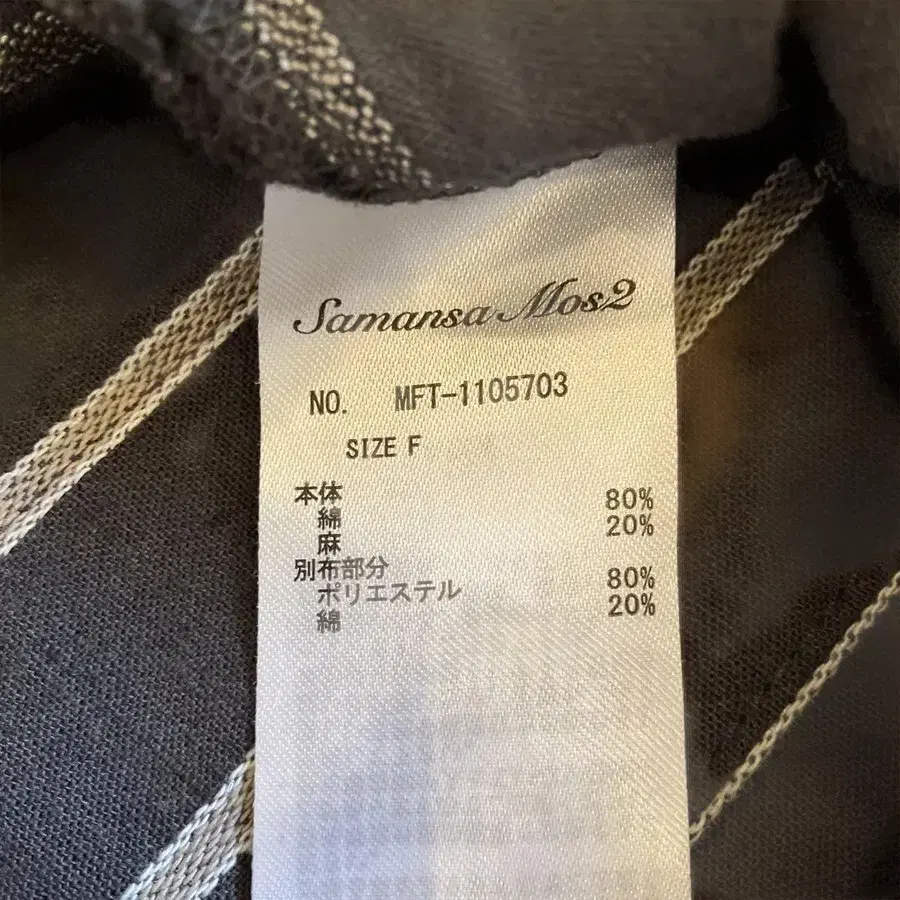 Samansa Mos2
NO. MFT-1105703
SIZE F
本体
綿 80%
麻 20%
別布部分
ポリエステル 80%
綿 20%